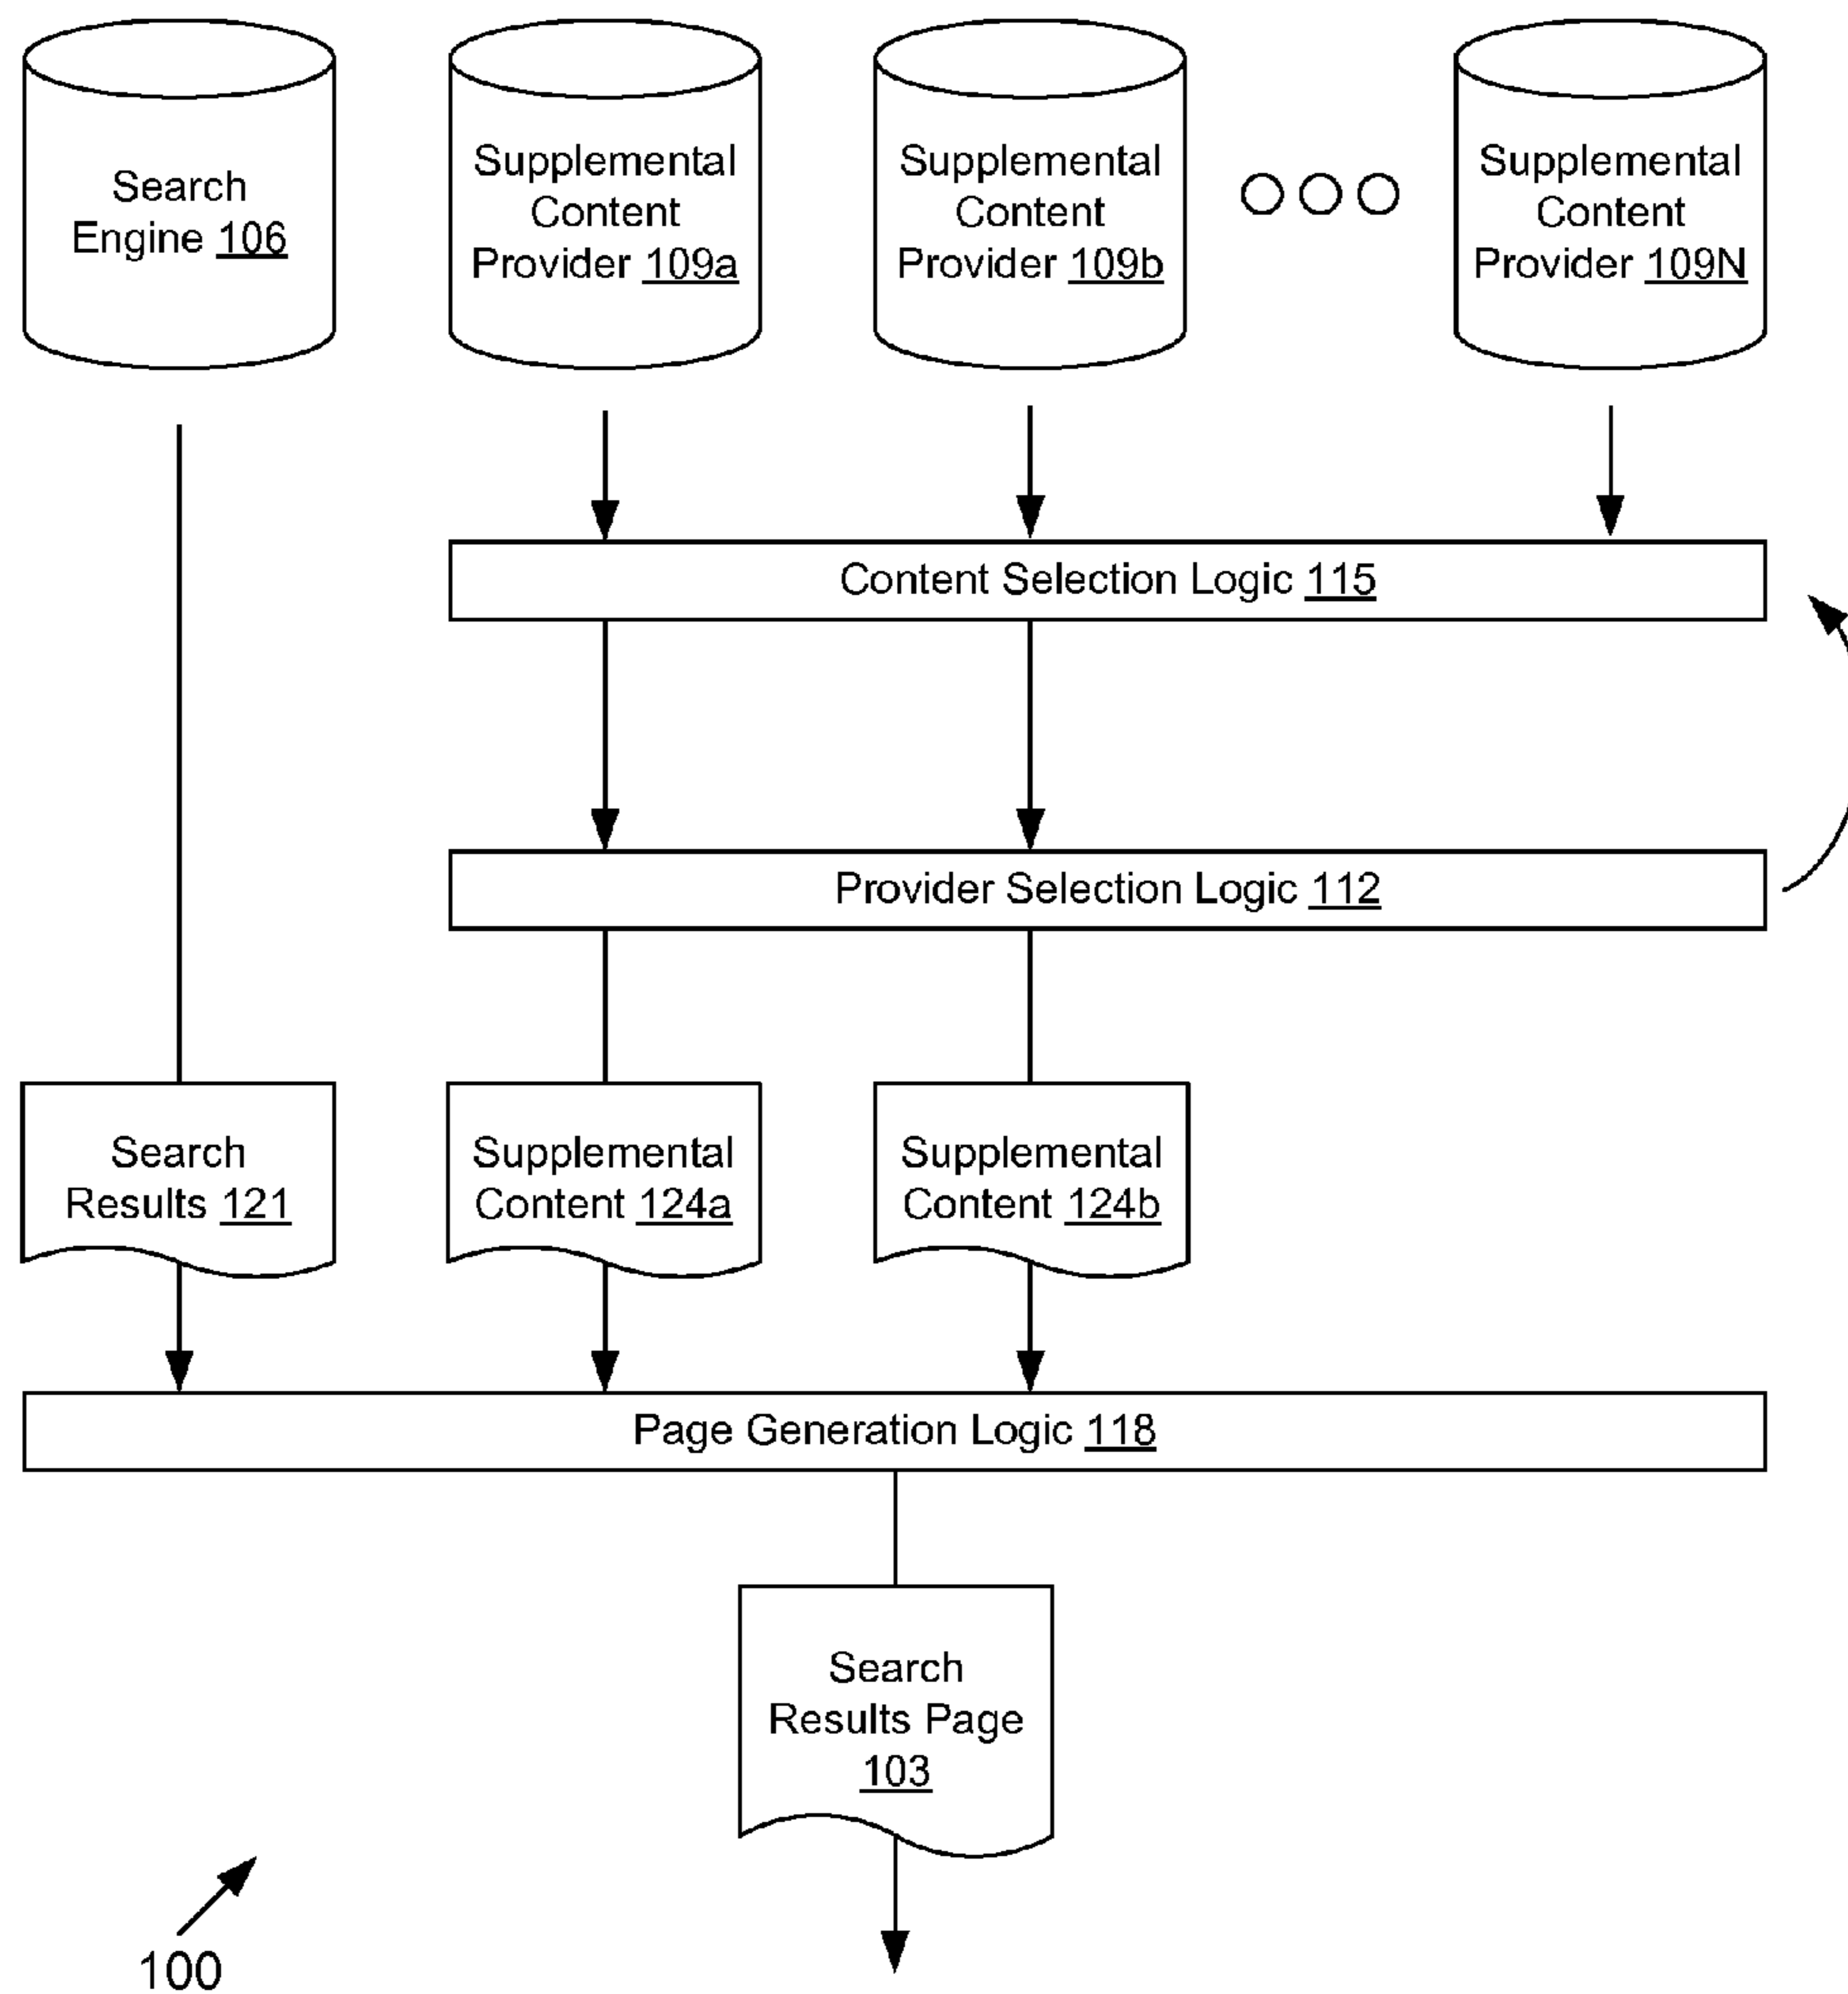 Search
Engine 106
Supplemental
Content
Provider 109a
Supplemental
Content
Provider 109b
Supplemental
Content
Provider 109N
Content Selection Logic 115
Provider Selection Logic 112
Search
Results 121
Supplemental
Content 124a
Supplemental
Content 124b
Page Generation Logic 118
Search
Results Page
103
100